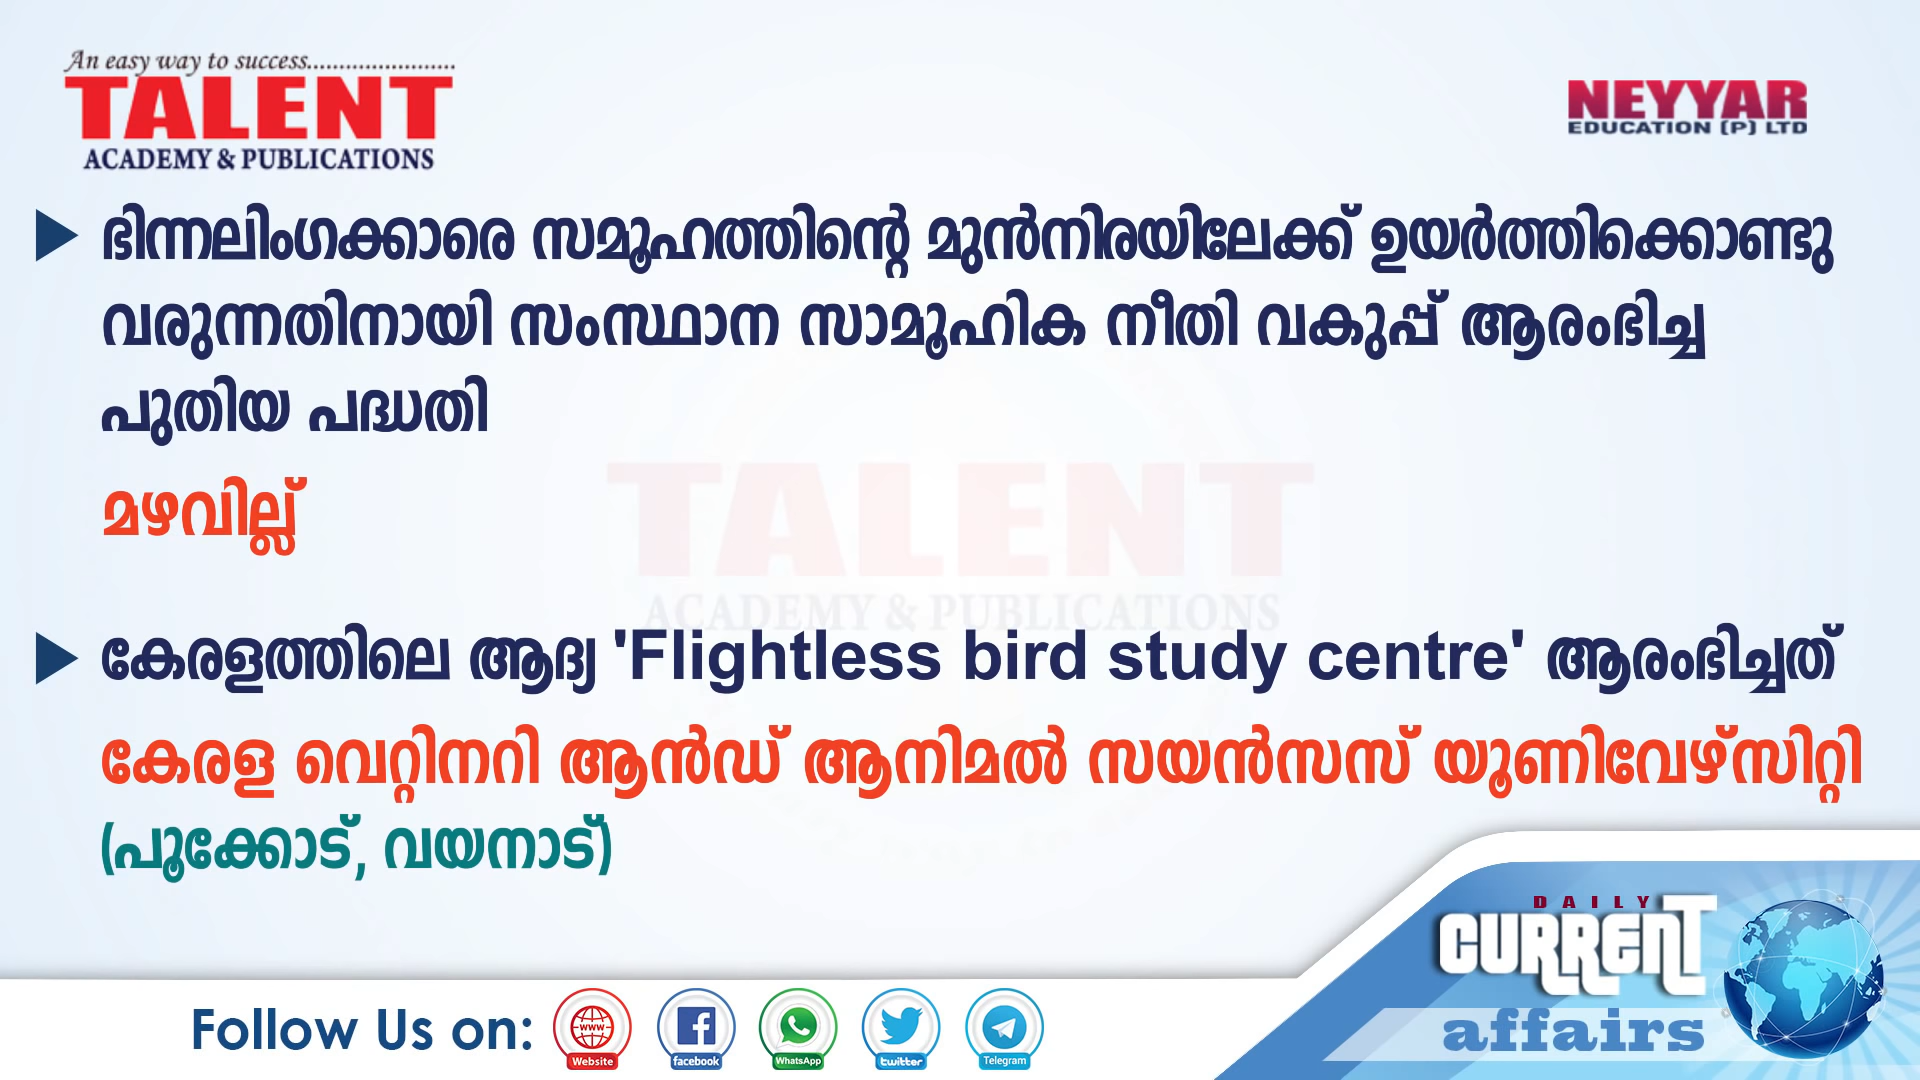 An easy way to success.......................
TALENT
ACADEMY & PUBLICATIONS
NEYYAR
EDUCATION (P) LTD
ഭിന്നലിംഗക്കാരെ സമൂഹത്തിന്റെ മുൻനിരയിലേക്ക് ഉയർത്തിക്കൊണ്ടു
വരുന്നതിനായി സംസ്ഥാന സാമൂഹിക നീതി വകുപ്പ് ആരംഭിച്ച
പുതിയ പദ്ധതി
മഴവില്ല്
TALENT
ACADEMY & PUBLICATIONS
കേരളത്തിലെ ആദ്യ 'Flightless bird study centre' ആരംഭിച്ചത്
കേരള വെറ്റിനറി ആൻഡ് ആനിമൽ സയൻസസ് യൂണിവേഴ്സിറ്റി
(പൂക്കോട്, വയനാട്)
DAILY
CURRENT
affairs
Follow Us on:
www
Website
facebook
WhatsApp
twitter
Telegram